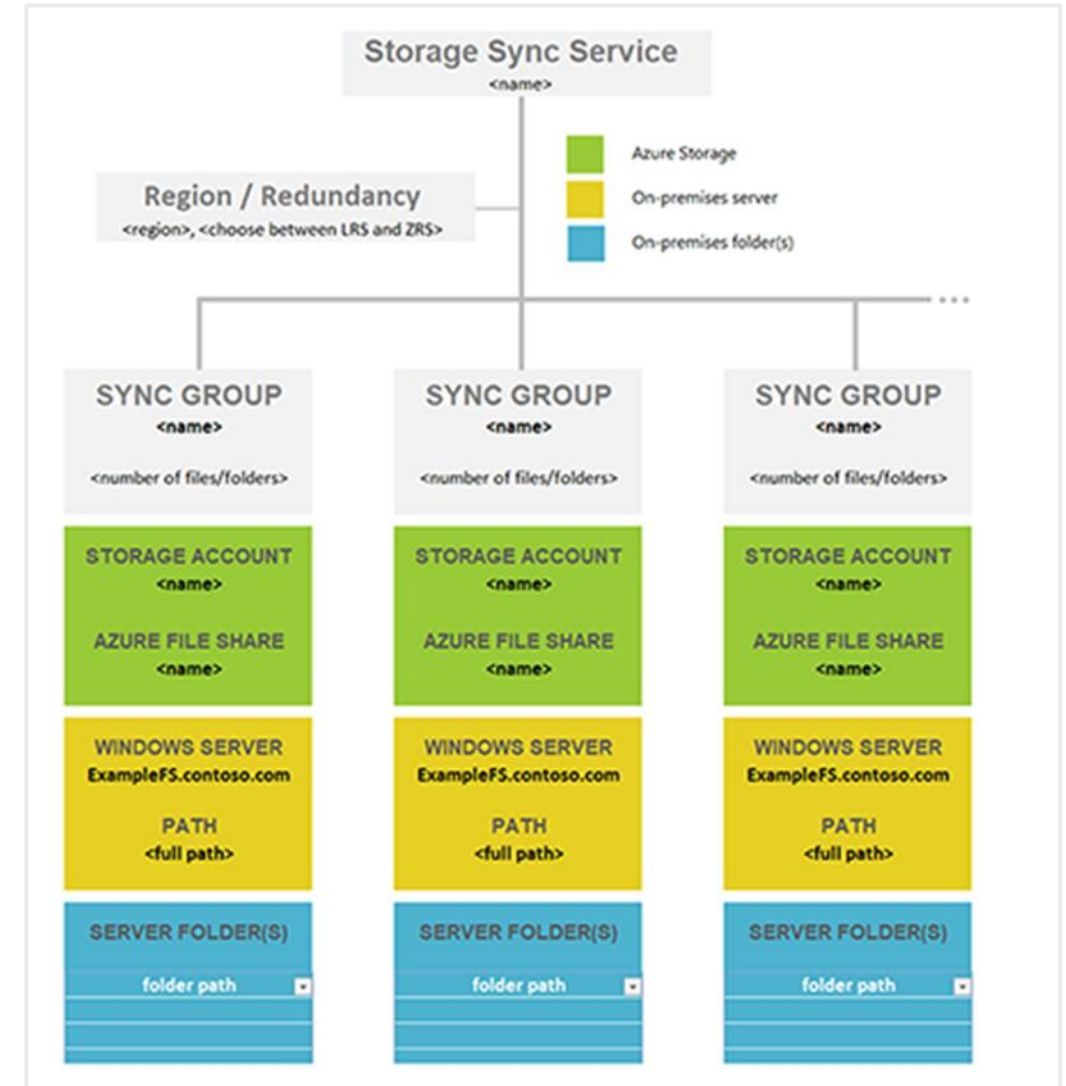 Storage Sync Service
<name>
Azure Storage
Region / Redundancy
<region>, <choose between LRS and ZRS>
On-premises server
On-premises folder(s)
SYNC GROUP
<name>
<number of files/folders>
STORAGE ACCOUNT
<name>
AZURE FILE SHARE
<name>
WINDOWS SERVER
ExampleFS.contoso.com
PATH
<full path>
SERVER FOLDER(S)
folder path
SYNC GROUP
<name>
<number of files/folders>
STORAGE ACCOUNT
<name>
AZURE FILE SHARE
<name>
WINDOWS SERVER
ExampleFS.contoso.com
PATH
<full path>
SERVER FOLDER(S)
folder path
SYNC GROUP
<name>
<number of files/folders>
STORAGE ACCOUNT
<name>
AZURE FILE SHARE
<name>
WINDOWS SERVER
ExampleFS.contoso.com
PATH
<full path>
SERVER FOLDER(S)
folder path